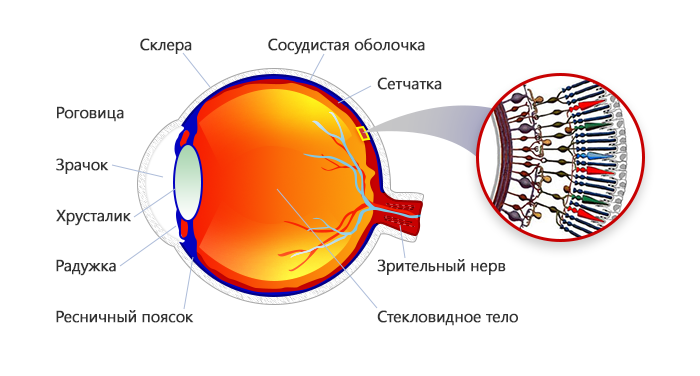 Склера
Сосудистая оболочка
Сетчатка
Роговица
Зрачок
Хрусталик
Радужка
Зрительный нерв
Ресничный поясок
Стекловидное тело